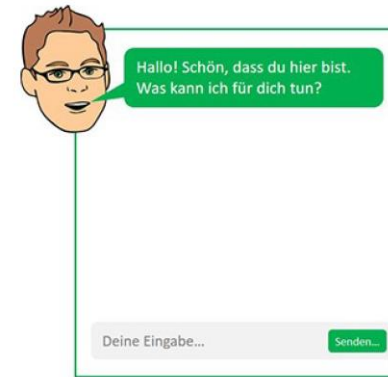 Hallo! Schön, dass du hier bist.
Was kann ich für dich tun?
Deine Eingabe...
Senden...